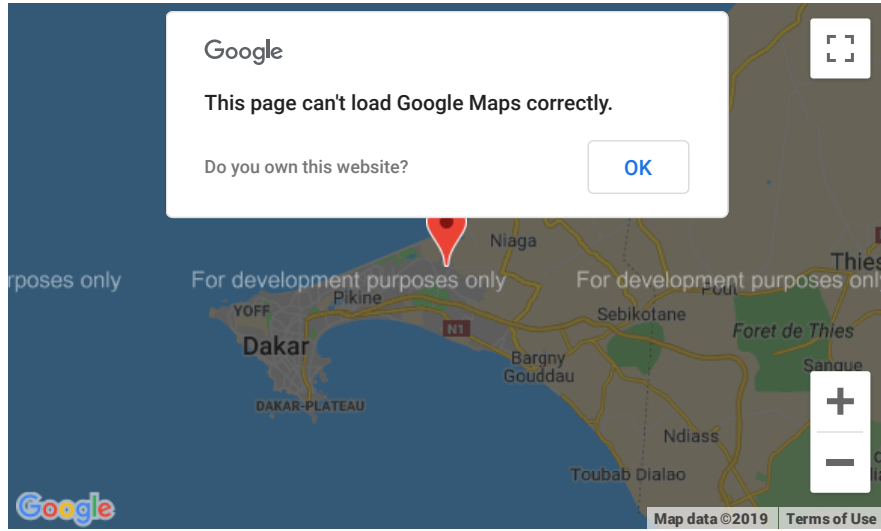 Google
This page can't load Google Maps correctly.
Do you own this website?
OK
Niaga
Thies
rposes only
For development purposes only
For development purposes onl
Pikine
Pout
YOFF
Sebikotane
N1
Foret de Thies
Dakar
Bargny
Gouddau
Sangue
DAKAR-PLATEAU
Ndiass
Toubab Dialao
Google
Map data ©2019
Terms of Use